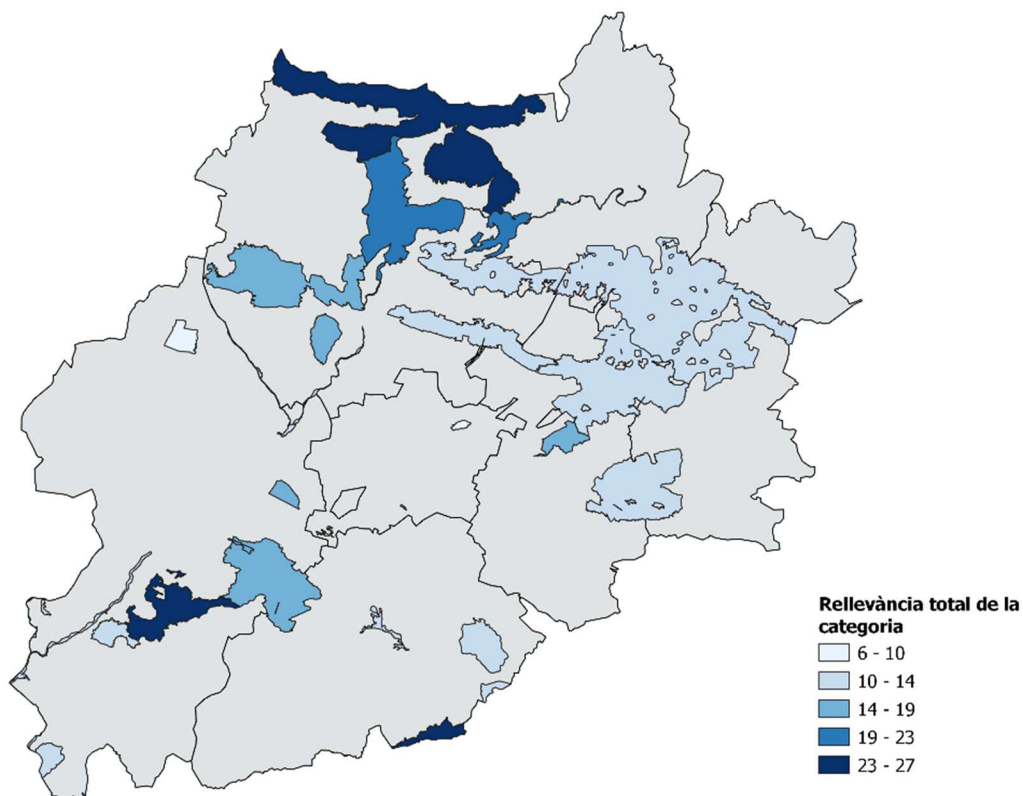 Rellevància total de la
categoria
6 - 10
10 - 14
14 - 19
19 - 23
23 - 27